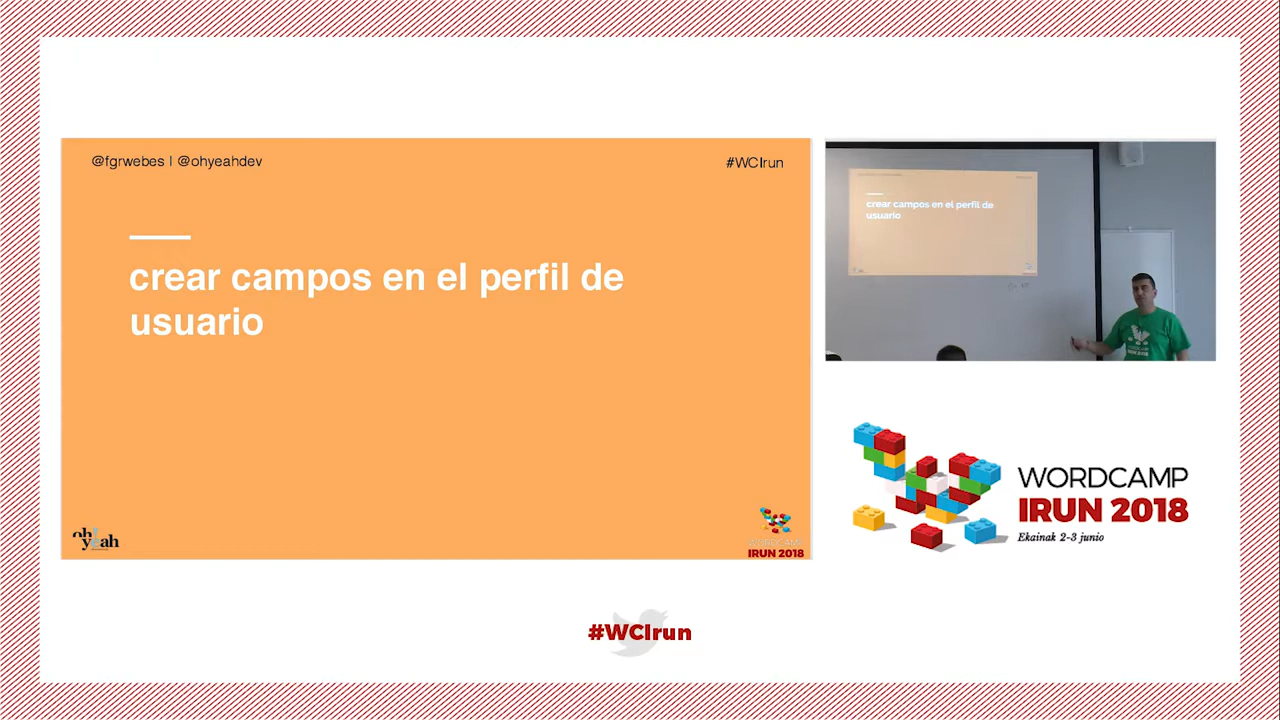 @fgrwebes | @ohyeahdev
#WCIrun
crear campos en el perfil de
usuario
oh
yeah
WORDCAMP
IRUN 2018
crear campos en el perfil de
usuario
WORDCAMP
IRUN 2018
Ekainak 2-3 junio
#WCIrun